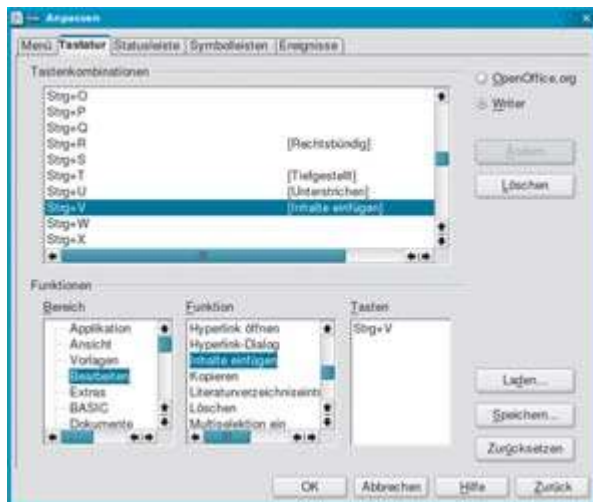 Anpassen
Menü Tastatur Statusleiste Symbolleisten Ereignisse
Tastenkombinationen
Strg+O
Strg+P
Strg+Q
Strg+R [Rechtsbündig]
Strg+S
Strg+T [Tiefgestellt]
Strg+U [Unterstrichen]
Strg+V [Inhalte einfügen]
Strg+W
Strg+X
OpenOffice.org
Writer
Ändern
Löschen
Funktionen
Bereich
Applikation
Ansicht
Vorlagen
Bearbeiten
Extras
BASIC
Dokumente
Funktion
Hyperlink öffnen
Hyperlink-Dialog
Inhalte einfügen
Kopieren
Literaturverzeichniseintr
Löschen
Multiselektion ein
Tasten
Strg+V
Laden...
Speichern...
Zurücksetzen
OK Abbrechen Hilfe Zurück